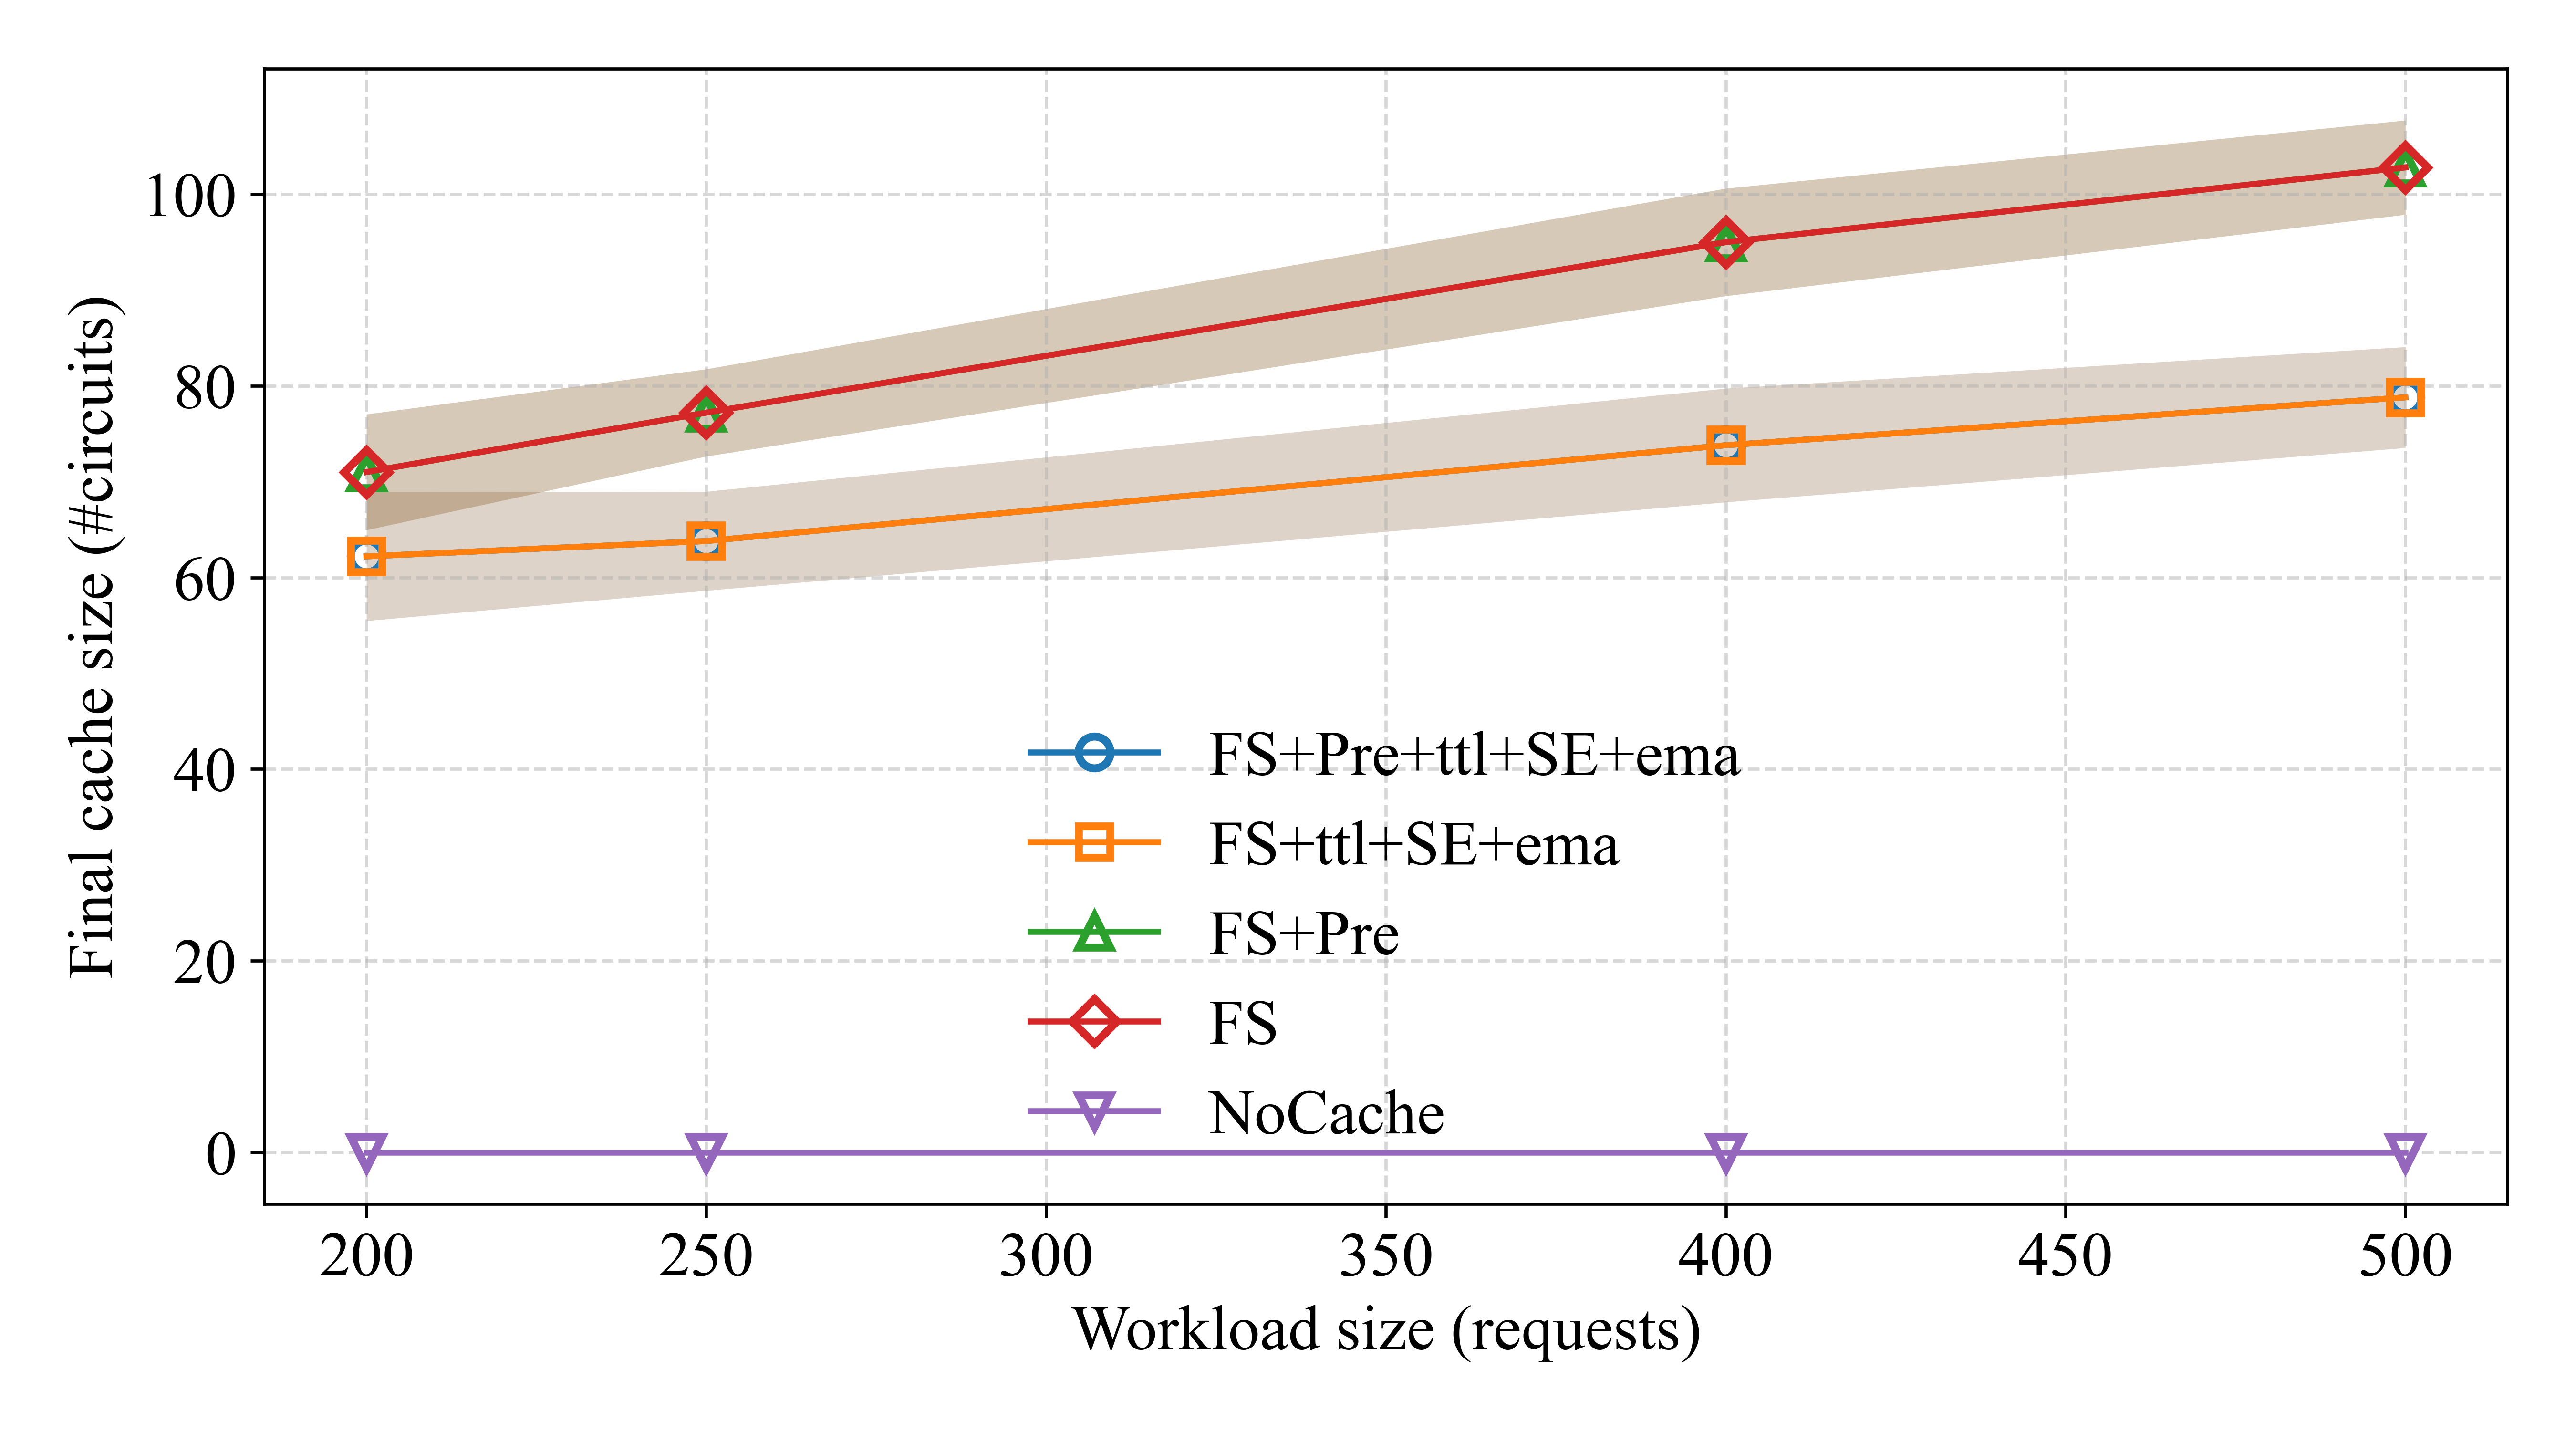 Final cache size (#circuits)
100
80
60
40
20
0
FS+Pre+ttl+SE+ema
FS+ttl+SE+ema
FS+Pre
FS
NoCache
200 250 300 350 400 450 500
Workload size (requests)